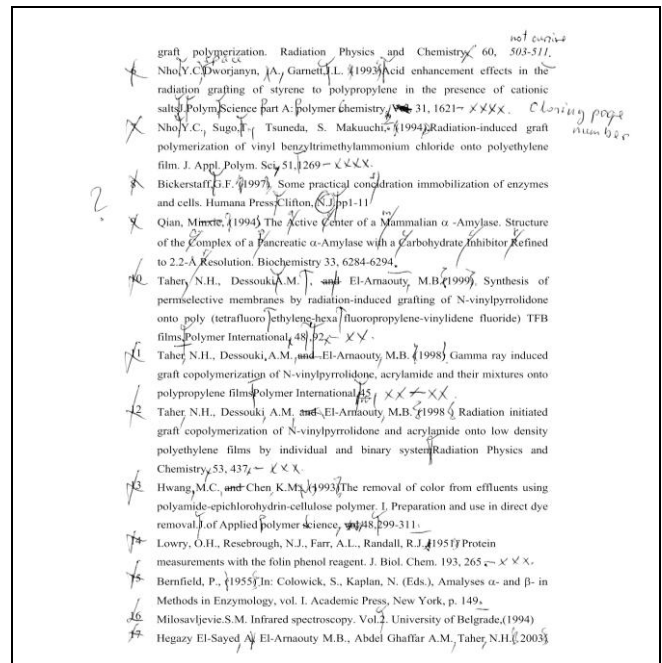 not cursive
graft polymerization. Radiation Physics and Chemistry, 60, 503-511.
space
6 Nho,Y.C, Dworjanyn, A., Garnett,J.L. (1993)Acid enhancement effects in the
radiation grafting of styrene to polypropylene in the presence of cationic
saltsJ.Polym.Science part A: polymer chemistry, Vol. 31, 1621- XXXX. Closing page
number
7 Nho,Y.C., Sugo,T., Tsuneda, S. Makuuchi, (1994),Radiation-induced graft
polymerization of vinyl benzyltrimethylammonium chloride onto polyethylene
film. J. Appl. Polym. Sci, 51,1269 - XXXX.
8 Bickerstaff,G.F. (1997). Some practical concidration immobilization of enzymes
?
and cells. Humana Press,Clifton, N.J,pp1-11
9 Qian, Minxie, (1994) The Active Center of a Mammalian α -Amylase. Structure
of the Complex of a Pancreatic α-Amylase with a Carbohydrate Inhibitor Refined
to 2.2-Å Resolution. Biochemistry 33, 6284-6294.
10 Taher, N.H., Dessouki,A.M., and El-Arnaouty, M.B.(1999). Synthesis of
permselective membranes by radiation-induced grafting of N-vinylpyrrolidone
onto poly (tetrafluoro ethylene-hexa fluoropropylene-vinylidene fluoride) TFB
films,Polymer International, 48,92, - XX.
11 Taher, N.H., Dessouki, A.M., and .El-Arnaouty, M.B. (1998) Gamma ray induced
graft copolymerization of N-vinylpyrrolidone, acrylamide and their mixtures onto
polypropylene filmsPolymer International,45, XX - XX
12 Taher, N.H., Dessouki, A.M. and .El-Arnaouty, M.B. (1998 ). Radiation initiated
graft copolymerization of N-vinylpyrrolidone and acrylamide onto low density
polyethylene films by individual and binary systemRadiation Physics and
Chemistry, 53, 437, - XXX.
13 Hwang,M.C., and Chen,K.M., (1993)The removal of color from effluents using
polyamide-epichlorohydrin-cellulose polymer. I. Preparation and use in direct dye
removal.J.of Applied polymer science, vol,48,299-311.
14 Lowry, O.H., Resebrough, N.J., Farr, A.L., Randall, R.J.,(1951) Protein
measurements with the folin phenol reagent. J. Biol. Chem. 193, 265 - XXX.
15 Bernfield, P., (1955).In: Colowick, S., Kaplan, N. (Eds.), Amalyses α- and β- in
Methods in Enzymology, vol. I. Academic Press, New York, p. 149.
16 Milosavljevie.S.M. Infrared spectroscopy. Vol.2. University of Belgrade,(1994)
17 Hegazy El-Sayed A, El-Arnaouty M.B., Abdel Ghaffar A.M., Taher, N.H.( 2003)